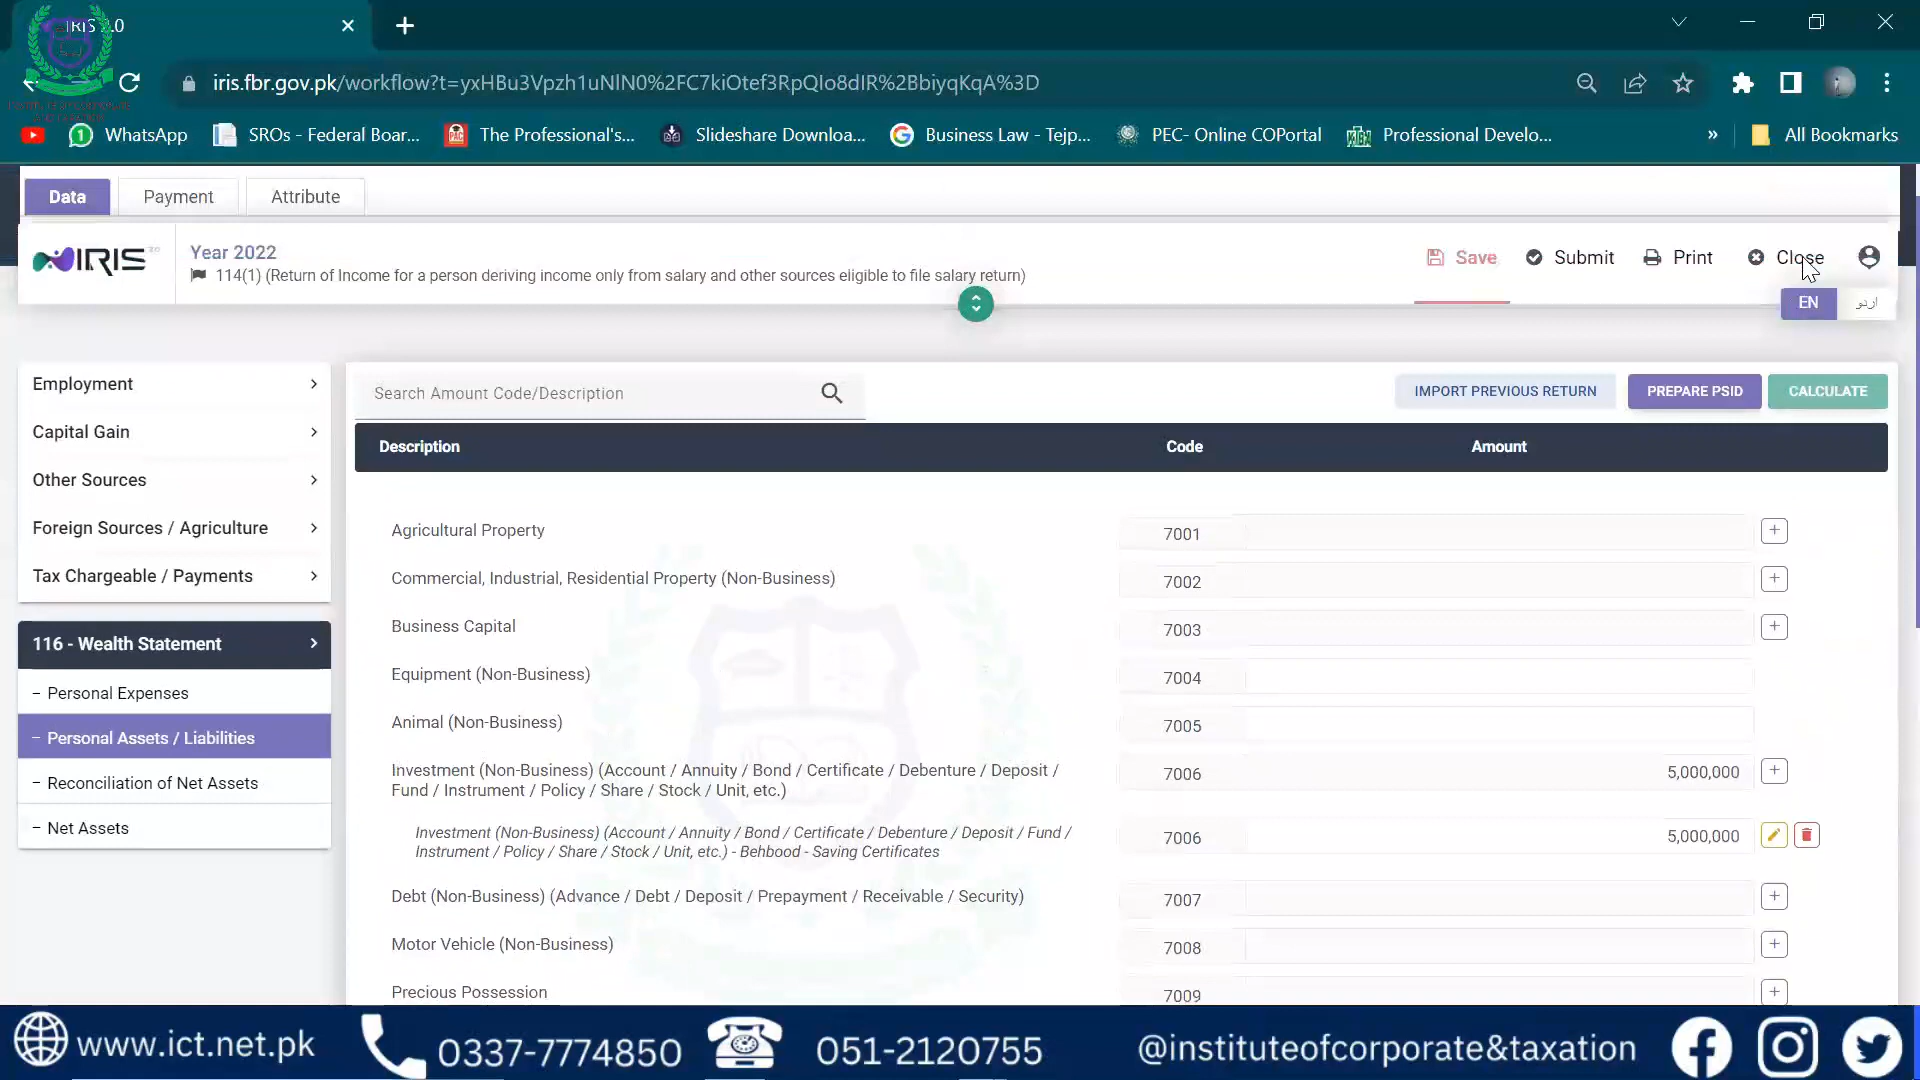 IRIS 2.0
iris.fbr.gov.pk/workflow?t=yxHBu3Vpzh1uNlN0%2FC7kiOtef3RpQIo8dIR%2BbiyqKqA%3D
WhatsApp
SROs - Federal Boar...
The Professional's...
Slideshare Downloa...
Business Law - Tejp...
PEC- Online COPortal
Professional Develo...
»
All Bookmarks
Data
Payment
Attribute
IRIS
Year 2022
114(1) (Return of Income for a person deriving income only from salary and other sources eligible to file salary return)
Save
Submit
Print
Close
EN
اردو
Employment
Capital Gain
Other Sources
Foreign Sources / Agriculture
Tax Chargeable / Payments
116 - Wealth Statement
– Personal Expenses
– Personal Assets / Liabilities
– Reconciliation of Net Assets
– Net Assets
Search Amount Code/Description
IMPORT PREVIOUS RETURN
PREPARE PSID
CALCULATE
Description Code Amount
Agricultural Property 7001
Commercial, Industrial, Residential Property (Non-Business) 7002
Business Capital 7003
Equipment (Non-Business) 7004
Animal (Non-Business) 7005
Investment (Non-Business) (Account / Annuity / Bond / Certificate / Debenture / Deposit / 7006 5,000,000
Fund / Instrument / Policy / Share / Stock / Unit, etc.)
Investment (Non-Business) (Account / Annuity / Bond / Certificate / Debenture / Deposit / Fund / 7006 5,000,000
Instrument / Policy / Share / Stock / Unit, etc.) - Behbood - Saving Certificates
Debt (Non-Business) (Advance / Debt / Deposit / Prepayment / Receivable / Security) 7007
Motor Vehicle (Non-Business) 7008
Precious Possession 7009
www.ict.net.pk
0337-7774850
051-2120755
@instituteofcorporate&taxation